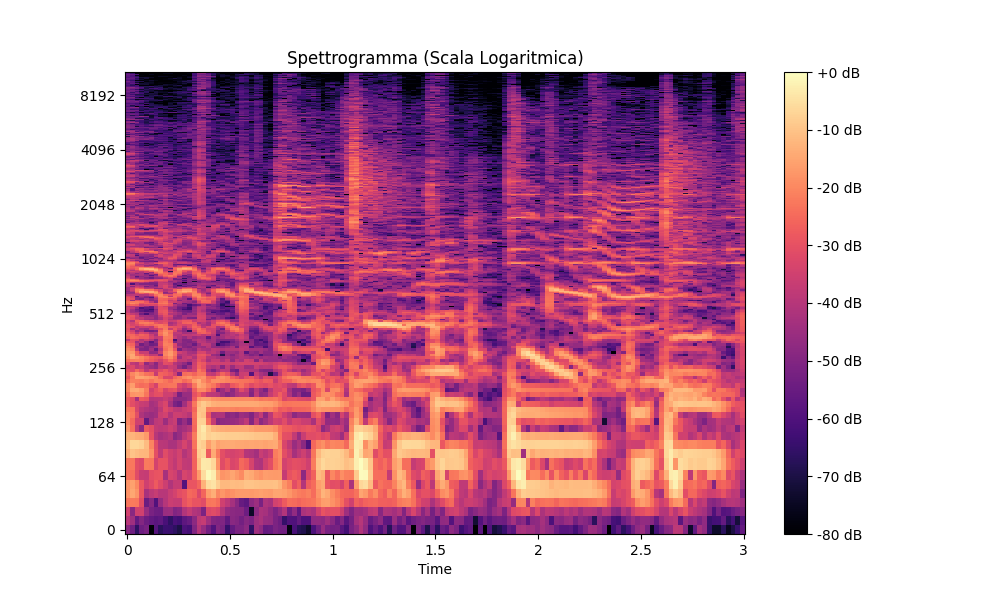 Spettrogramma (Scala Logaritmica)
Hz
8192
4096
2048
1024
512
256
128
64
0
0
0.5
1
1.5
2
2.5
3
Time
+0 dB
-10 dB
-20 dB
-30 dB
-40 dB
-50 dB
-60 dB
-70 dB
-80 dB